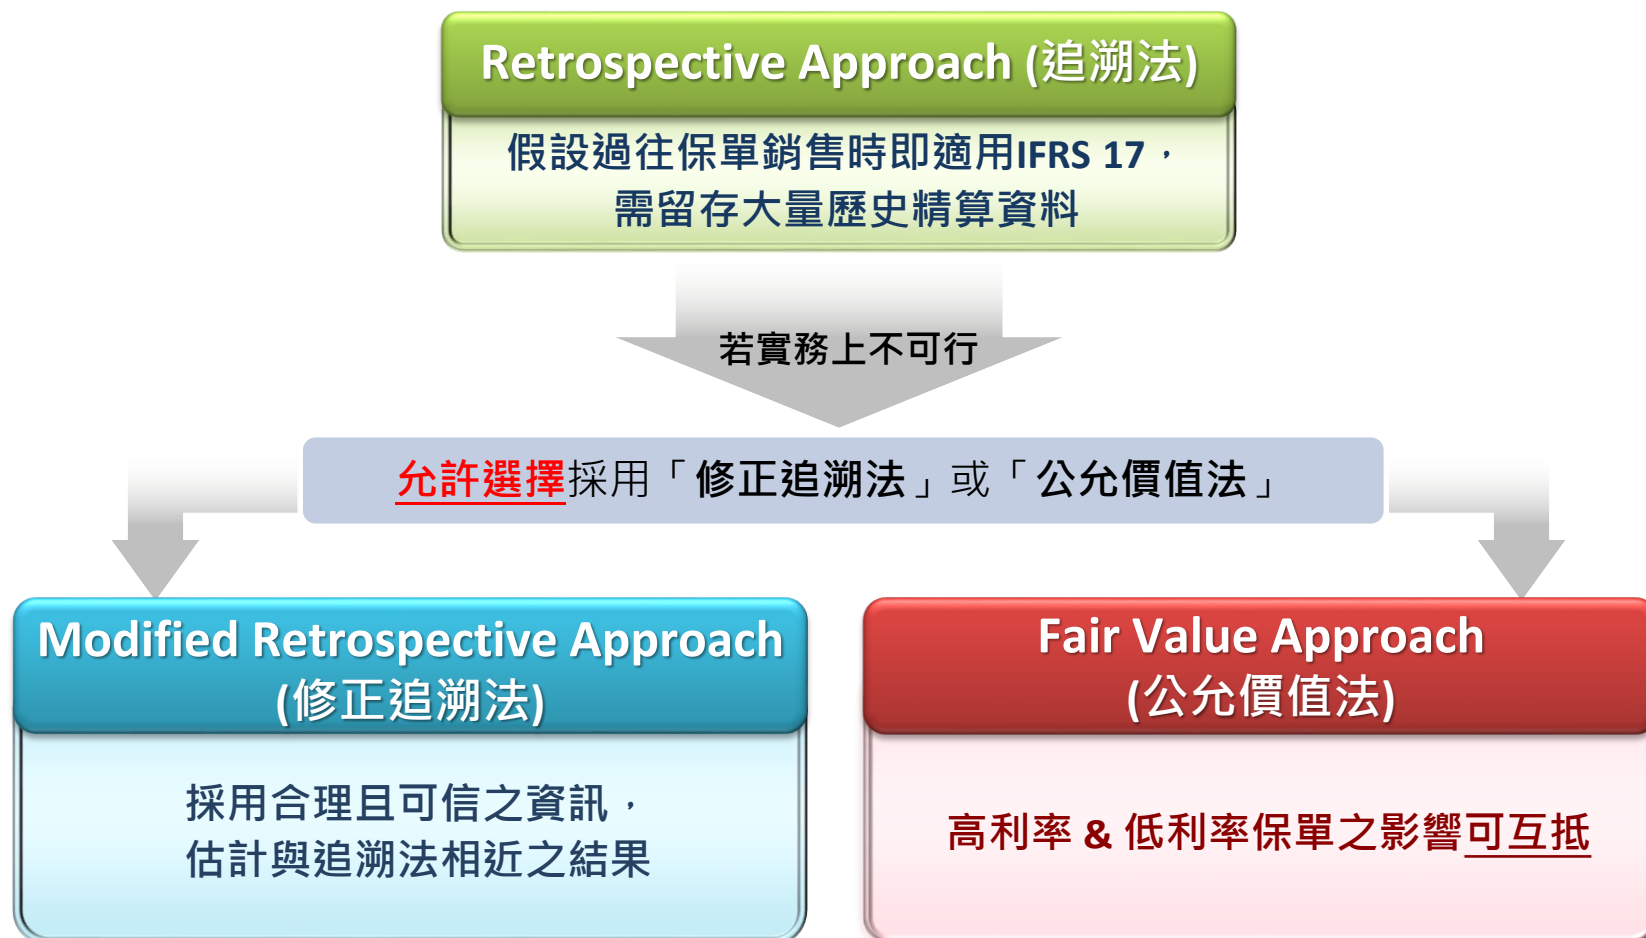 Retrospective Approach (追溯法)
假設過往保單銷售時即適用IFRS 17，
需留存大量歷史精算資料
若實務上不可行
允許選擇採用「修正追溯法」或「公允價值法」
Modified Retrospective Approach
(修正追溯法)
採用合理且可信之資訊，
估計與追溯法相近之結果
Fair Value Approach
(公允價值法)
高利率 & 低利率保單之影響可互抵